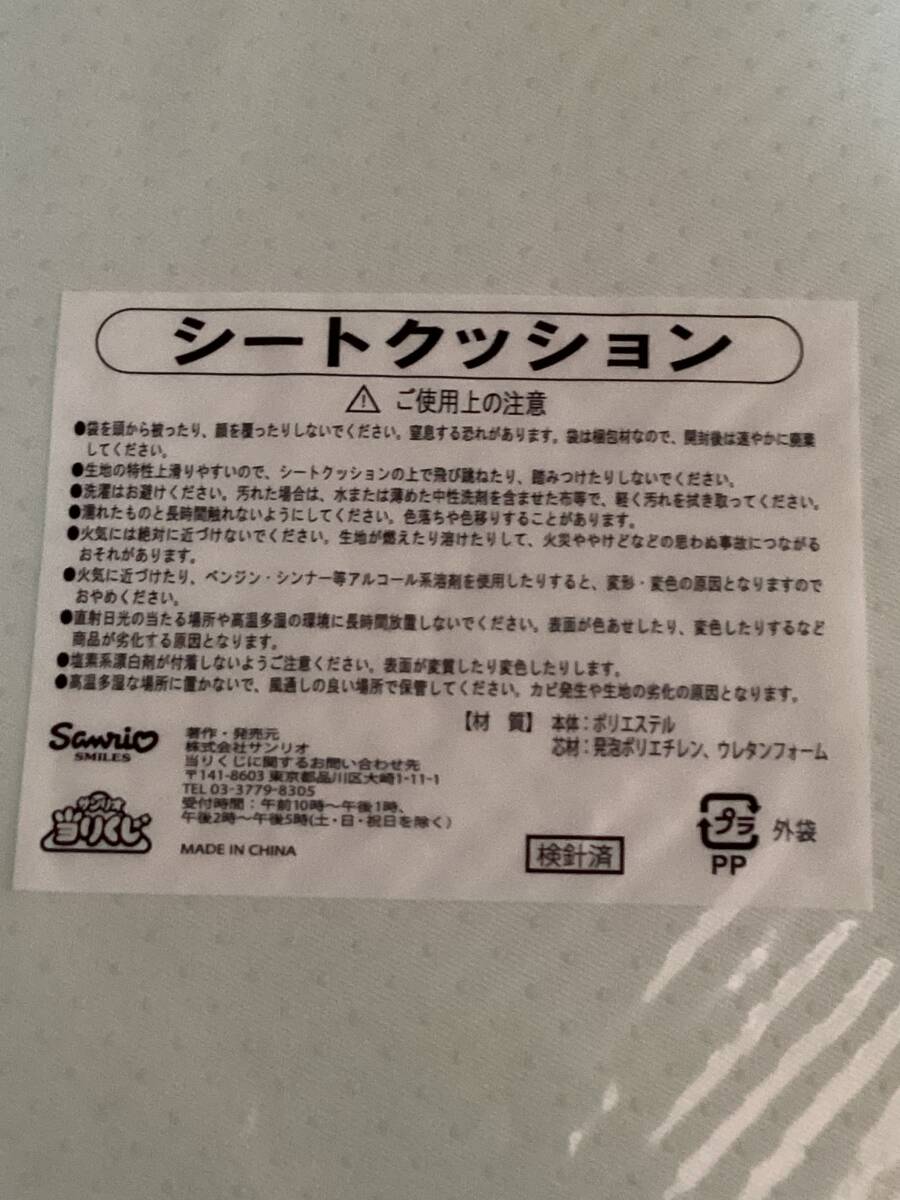 シートクッション
⚠ ご使用上の注意
●袋を頭から被ったり、顔を覆ったりしないでください。窒息する恐れがあります。袋は梱包材なので、開封後は速やかに廃棄
してください。
●生地の特性上滑りやすいので、シートクッションの上で飛び跳ねたり、踏みつけたりしないでください。
●洗濯はお避けください。汚れた場合は、水または薄めた中性洗剤を含ませた布等で、軽く汚れを拭き取ってください。
●濡れたものと長時間触れないようにしてください。色落ちや色移りすることがあります。
●火気には絶対に近づけないでください。生地が燃えたり溶けたりして、火災ややけどなどの思わぬ事故につながる
おそれがあります。
●火気に近づけたり、ベンジン・シンナー等アルコール系溶剤を使用したりすると、変形・変色の原因となりますので
おやめください。
●直射日光の当たる場所や高温多湿の環境に長時間放置しないでください。表面が色あせしたり、変色したりするなど
商品が劣化する原因となります。
●塩素系漂白剤が付着しないようご注意ください。表面が変質したり変色したりします。
●高温多湿な場所に置かないで、風通しの良い場所で保管してください。カビ発生や生地の劣化の原因となります。
【材 質】 本体:ポリエステル
芯材:発泡ポリエチレン、ウレタンフォーム
Sanrio
SMILES
サンリオ
当りくじ
著作・発売元
株式会社サンリオ
当りくじに関するお問い合わせ先
〒141-8603 東京都品川区大崎1-11-1
TEL 03-3779-8305
受付時間:午前10時~午後1時、
午後2時~午後5時(土・日・祝日を除く)
MADE IN CHINA
検針済
プラ 外袋
PP